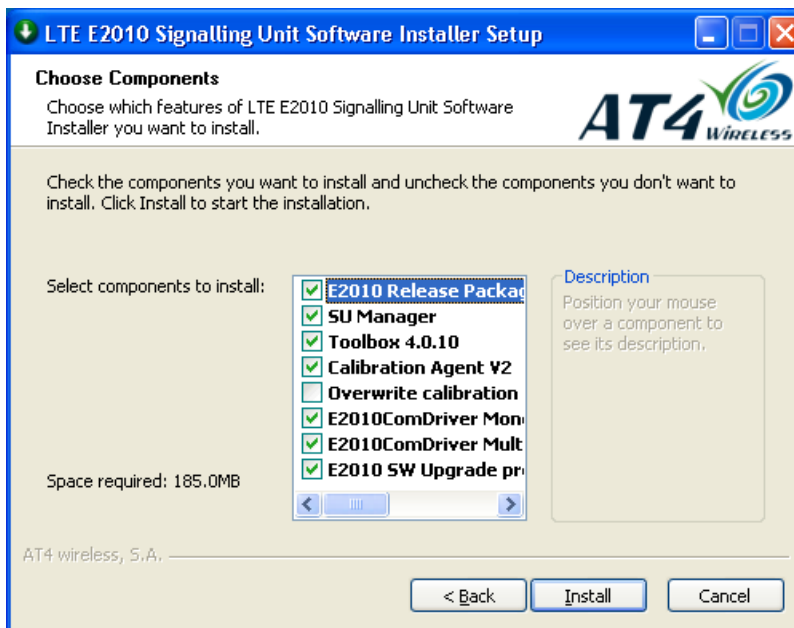 LTE E2010 Signalling Unit Software Installer Setup
Choose Components
Choose which features of LTE E2010 Signalling Unit Software
Installer you want to install.
AT4 WiRELESS
Check the components you want to install and uncheck the components you don't want to
install. Click Install to start the installation.
Select components to install:
E2010 Release Packag
SU Manager
Toolbox 4.0.10
Calibration Agent V2
Overwrite calibration
E2010ComDriver Mon
E2010ComDriver Mult
E2010 SW Upgrade pr
Description
Position your mouse
over a component to
see its description.
Space required: 185.0MB
AT4 wireless, S.A.
< Back
Install
Cancel